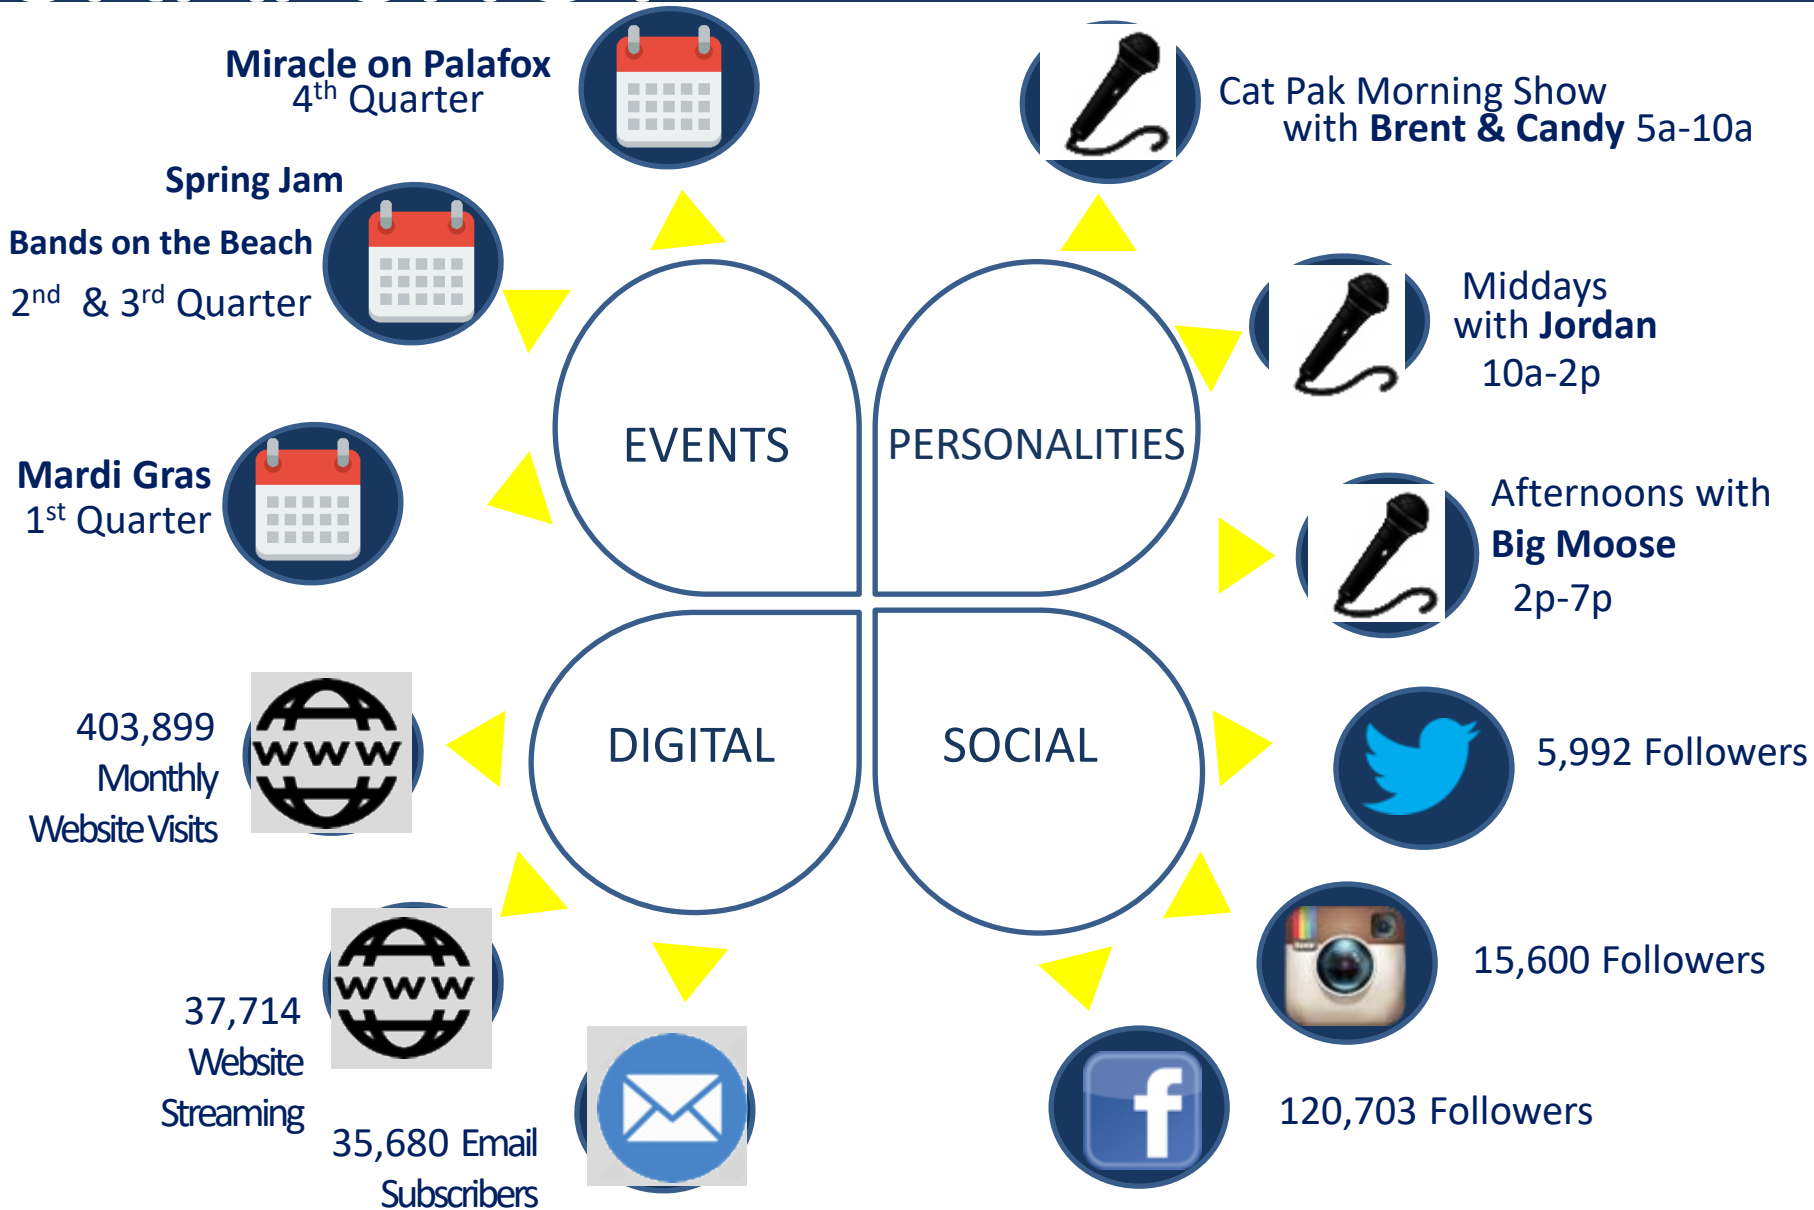 Miracle on Palafox
4th Quarter
Spring Jam
Bands on the Beach
2nd & 3rd Quarter
Mardi Gras
1st Quarter
EVENTS
Cat Pak Morning Show
with Brent & Candy 5a-10a
Middays
with Jordan
10a-2p
Afternoons with
Big Moose
2p-7p
PERSONALITIES
403,899
Monthly
Website Visits
WWW
37,714
Website
Streaming
WWW
35,680 Email
Subscribers
DIGITAL
SOCIAL
5,992 Followers
15,600 Followers
f
120,703 Followers